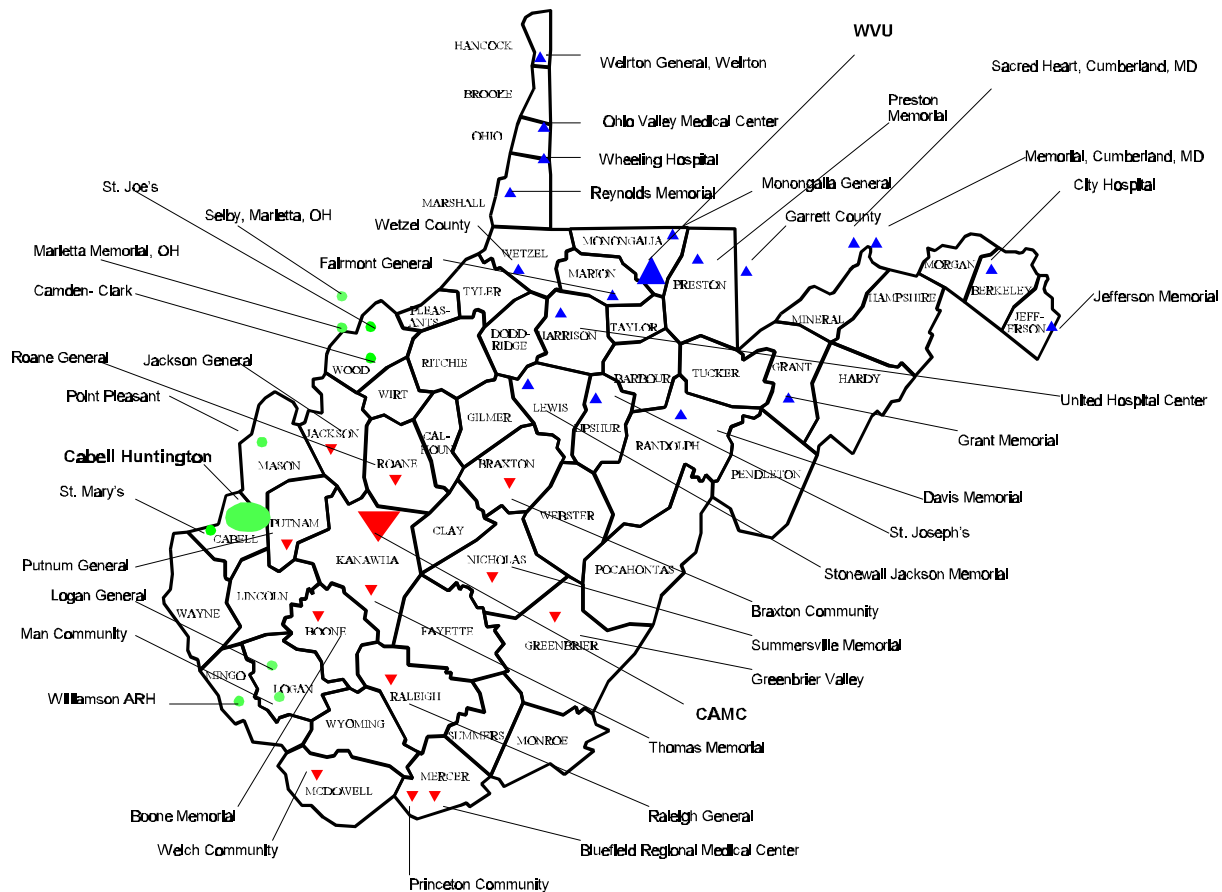 WVU
HANCOCK
Weirton General, Weirton
Sacred Heart, Cumberland, MD
BROOKE
Preston
Memorial
OHIO
Ohio Valley Medical Center
Wheeling Hospital
Memorial, Cumberland, MD
St. Joe's
Reynolds Memorial
Monongalla General
City Hospital
MARSHALL
Selby, Marletta, OH
Wetzel County
Garrett County
Marletta Memorial, OH
WETZEL
MONONGALIA
Fairmont General
MARION
MORGAN
Camden- Clark
TYLER
PRESTON
BERKELEY
HAMPSHIRE
Jefferson Memorial
PLEAS-
ANTS
MINERAL
JEFF-
ERSON
Roane General
Jackson General
DODD-
RIDGE
HARRISON
TAYLOR
RITCHIE
WOOD
BARBOUR
TUCKER
GRANT
HARDY
Point Pleasant
WIRT
United Hospital Center
GILMER
LEWIS
UPSHUR
JACKSON
CAL-
HOUN
RANDOLPH
Grant Memorial
Cabell Huntington
MASON
ROANE
BRAXTON
PENDLETON
St. Mary's
Davis Memorial
WEBSTER
PUTNAM
CABELL
CLAY
St. Joseph's
Putnum General
KANAWHA
NICHOLAS
POCAHONTAS
Stonewall Jackson Memorial
Logan General
LINCOLN
WAYNE
Braxton Community
Man Community
BOONE
FAYETTE
GREENBRIER
Summersville Memorial
MINGO
Greenbrier Valley
LOGAN
RALEIGH
Williamson ARH
CAMC
WYOMING
SUMMERS
MONROE
Thomas Memorial
MERCER
MCDOWELL
Boone Memorial
Raleigh General
Welch Community
Bluefield Regional Medical Center
Princeton Community